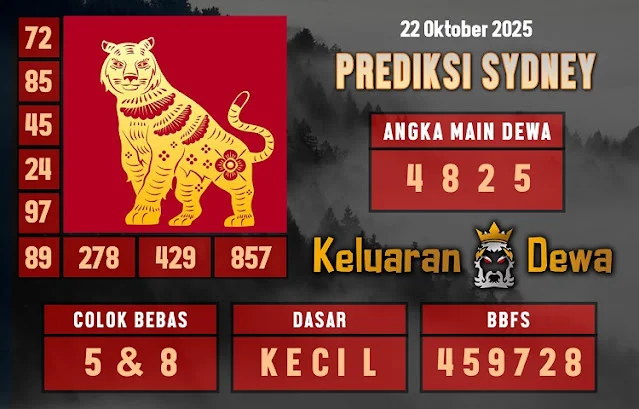 22 Oktober 2025
PREDIKSI SYDNEY
72
85
45
24
97
89 278 429 857
ANGKA MAIN DEWA
4 8 2 5
Keluaran Dewa
COLOK BEBAS
5 & 8
DASAR
KECIL
BBFS
459728